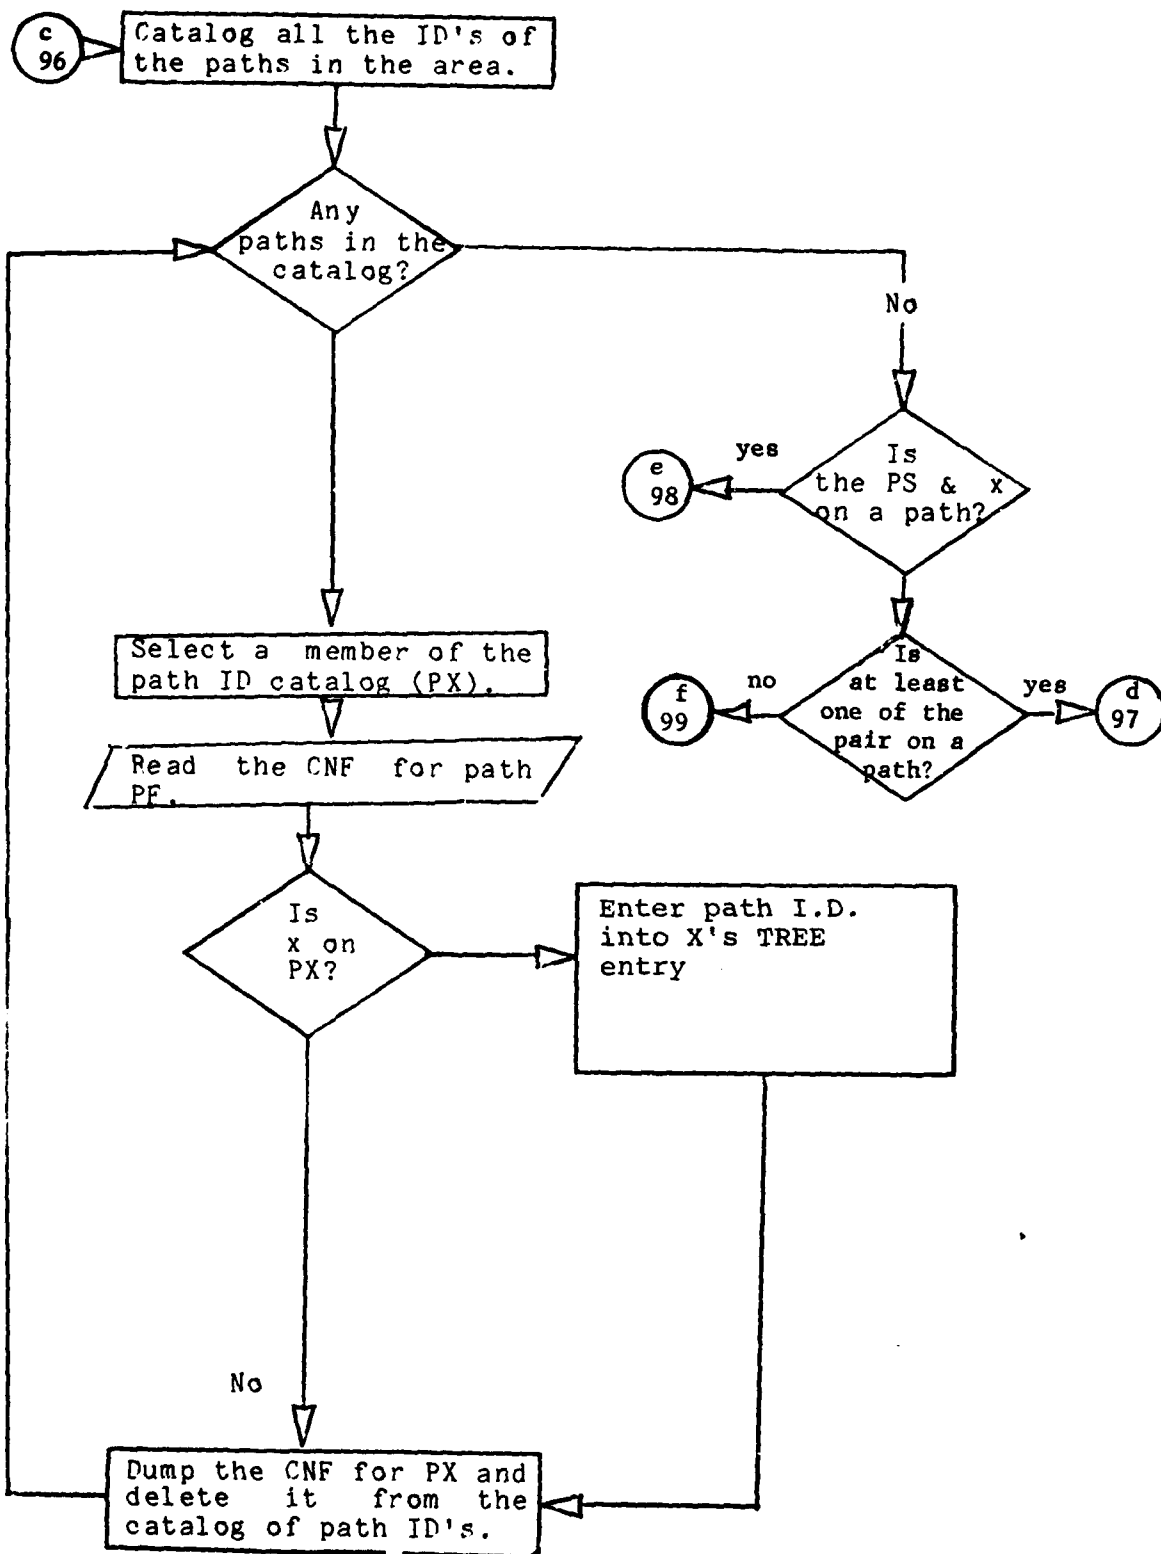 c
96
Catalog all the ID's of
the paths in the area.
Any
paths in the
catalog?
No
Is
the PS & x
on a path?
yes
e
98
Is
at least
one of the
pair on a
path?
no
f
99
yes
d
97
Select a member of the
path ID catalog (PX).
Read the CNF for path
PF.
Is
x on
PX?
Enter path I.D.
into X's TREE
entry
No
Dump the CNF for PX and
delete it from the
catalog of path ID's.